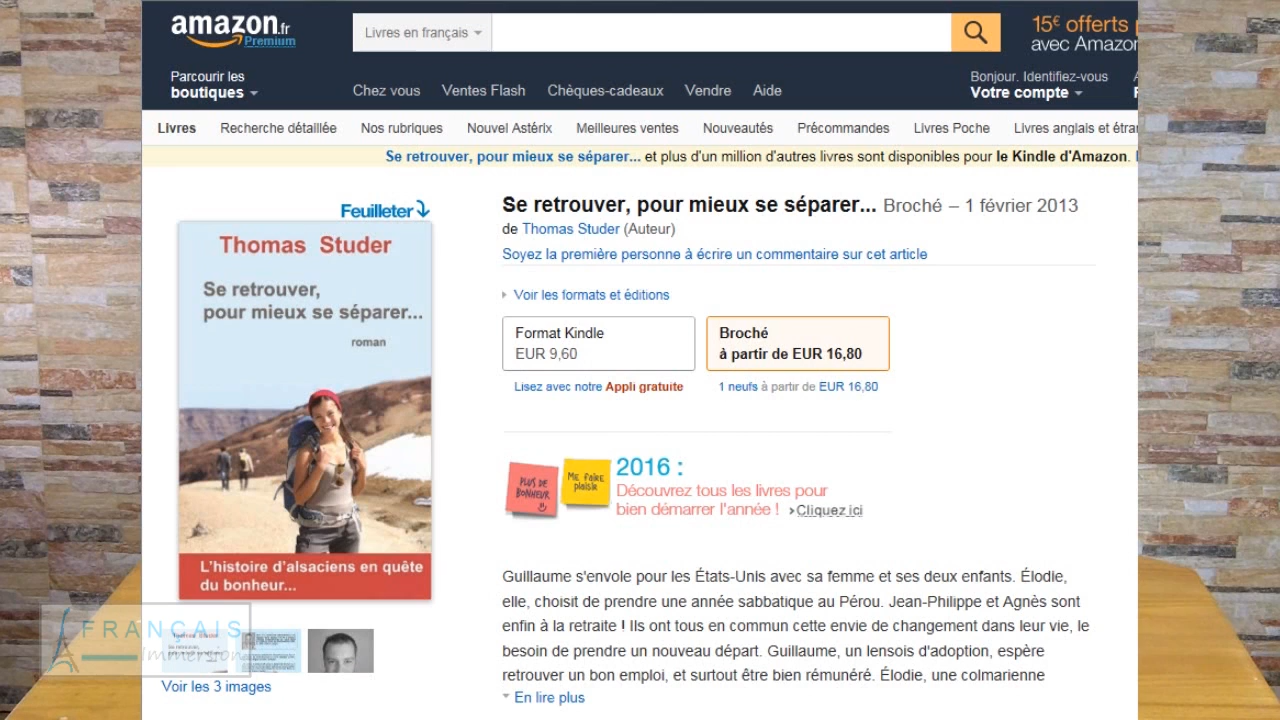 amazon.fr
Premium
Livres en français
15€ offerts
avec Amazon
Parcourir les
boutiques
Chez vous Ventes Flash Chèques-cadeaux Vendre Aide
Bonjour. Identifiez-vous
Votre compte
Livres Recherche détaillée Nos rubriques Nouvel Astérix Meilleures ventes Nouveautés Précommandes Livres Poche Livres anglais et étran
Se retrouver, pour mieux se séparer... et plus d'un million d'autres livres sont disponibles pour le Kindle d'Amazon.
Feuilleter
Thomas Studer
Se retrouver,
pour mieux se séparer...
roman
L'histoire d'alsaciens en quête
du bonheur...
Voir les 3 images
Se retrouver, pour mieux se séparer... Broché – 1 février 2013
de Thomas Studer (Auteur)
Soyez la première personne à écrire un commentaire sur cet article
Voir les formats et éditions
Format Kindle
EUR 9,60
Broché
à partir de EUR 16,80
Lisez avec notre Appli gratuite
1 neufs à partir de EUR 16,80
PLUS DE
BONHEUR
ME faire
plaisir
2016 :
Découvrez tous les livres pour
bien démarrer l'année ! ›Cliquez ici
Guillaume s'envole pour les États-Unis avec sa femme et ses deux enfants. Élodie,
elle, choisit de prendre une année sabbatique au Pérou. Jean-Philippe et Agnès sont
enfin à la retraite ! Ils ont tous en commun cette envie de changement dans leur vie, le
besoin de prendre un nouveau départ. Guillaume, un lensois d'adoption, espère
retrouver un bon emploi, et surtout être bien rémunéré. Élodie, une colmarienne
En lire plus
FRANÇAIS
immersion